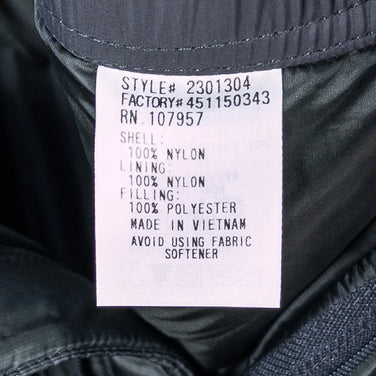 STYLE# 2301304
FACTORY#451150343
RN.107957
SHELL:
100% NYLON
LINING:
100% NYLON
FILLING:
100% POLYESTER
MADE IN VIETNAM
AVOID USING FABRIC
SOFTENER